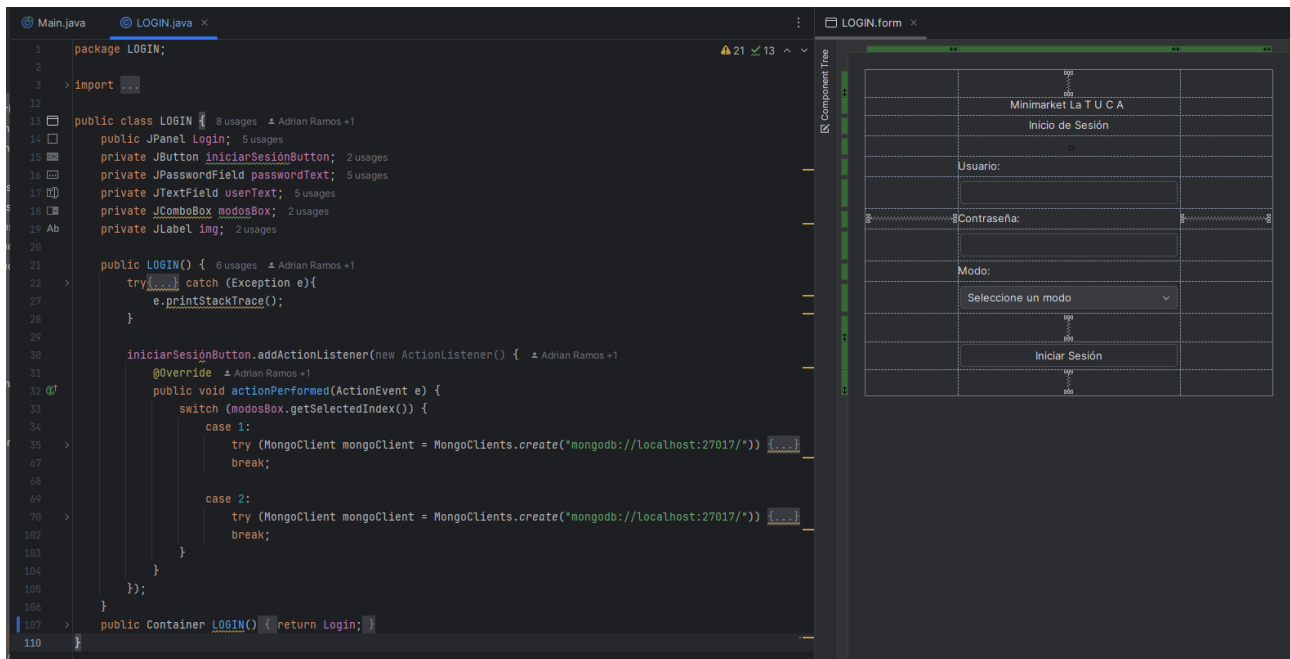 Main.java
LOGIN.java
LOGIN.form
1 package LOGIN;
21 13
2
3 import ...
12
13 public class LOGIN { 8 usages Adrian Ramos +1
14 public JPanel Login; 5 usages
15 private JButton iniciarSesiónButton; 2 usages
16 private JPasswordField passwordText; 5 usages
17 private JTextField userText; 5 usages
18 private JComboBox modosBox; 2 usages
19 Ab private JLabel img; 2 usages
20
21 public LOGIN() { 6 usages Adrian Ramos +1
22 try{...} catch (Exception e){
27 e.printStackTrace();
28 }
29
30 iniciarSesiónButton.addActionListener(new ActionListener() { Adrian Ramos +1
31 @Override Adrian Ramos +1
32 public void actionPerformed(ActionEvent e) {
33 switch (modosBox.getSelectedIndex()) {
34 case 1:
35 try (MongoClient mongoClient = MongoClients.create("mongodb://localhost:27017/")) {...}
67 break;
68
69 case 2:
70 try (MongoClient mongoClient = MongoClients.create("mongodb://localhost:27017/")) {...}
102 break;
103 }
104 }
105 });
106 }
107 public Container LOGIN() { return Login; }
110 }
Component Tree
Minimarket La T U C A
Inicio de Sesión
Usuario:
Contraseña:
Modo:
Seleccione un modo
Iniciar Sesión